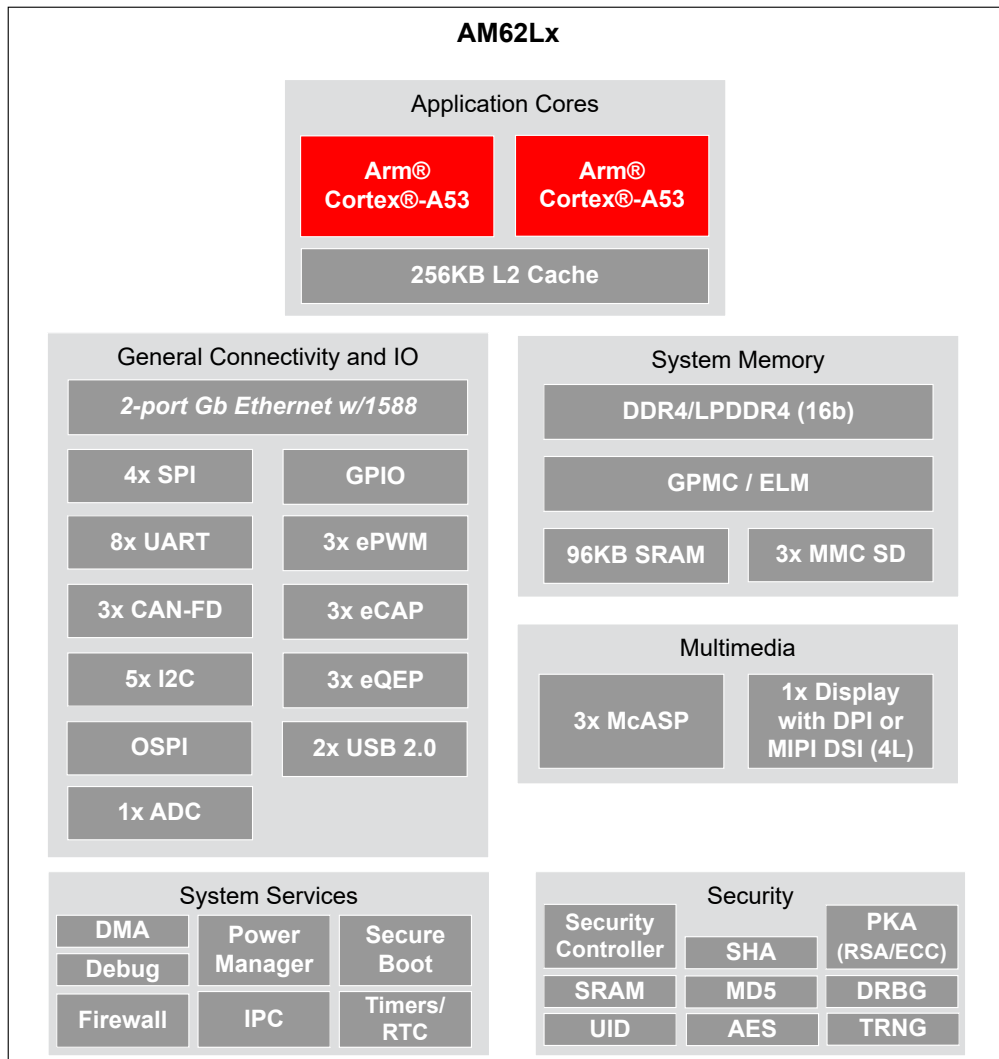 AM62Lx
Application Cores
Arm®
Cortex®-A53
Arm®
Cortex®-A53
256KB L2 Cache
General Connectivity and IO
2-port Gb Ethernet w/1588
4x SPI
GPIO
8x UART
3x ePWM
3x CAN-FD
3x eCAP
5x I2C
3x eQEP
OSPI
2x USB 2.0
1x ADC
System Memory
DDR4/LPDDR4 (16b)
GPMC / ELM
96KB SRAM
3x MMC SD
Multimedia
3x McASP
1x Display
with DPI or
MIPI DSI (4L)
System Services
DMA
Debug
Power
Manager
Secure
Boot
Firewall
IPC
Timers/
RTC
Security
Security
Controller
SHA
PKA
(RSA/ECC)
SRAM
MD5
DRBG
UID
AES
TRNG